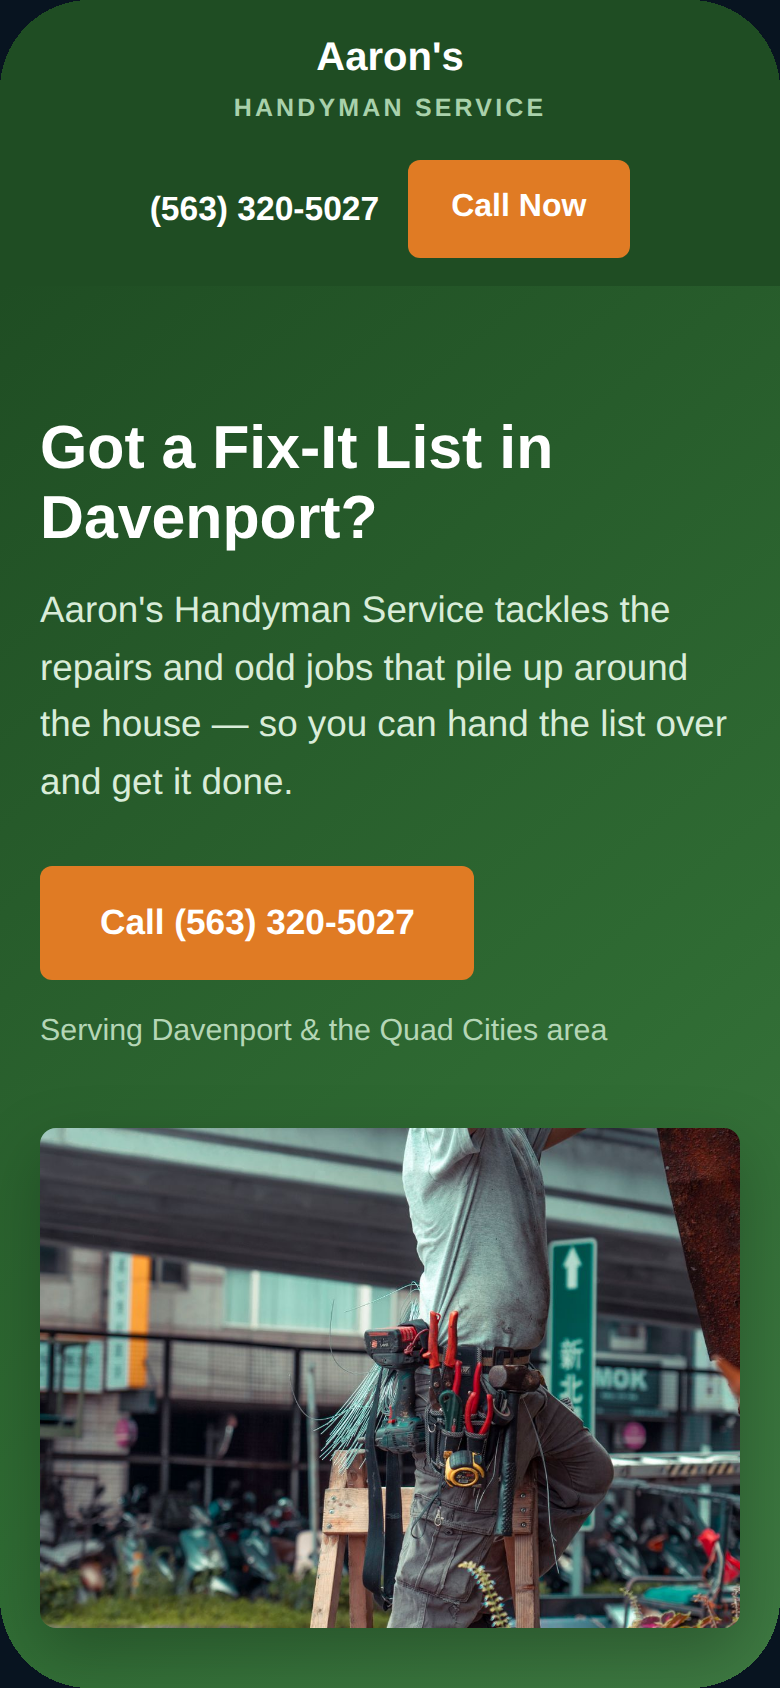 Aaron's
HANDYMAN SERVICE
(563) 320-5027
Call Now
Got a Fix-It List in
Davenport?
Aaron's Handyman Service tackles the
repairs and odd jobs that pile up around
the house — so you can hand the list over
and get it done.
Call (563) 320-5027
Serving Davenport & the Quad Cities area
新
北
MOK